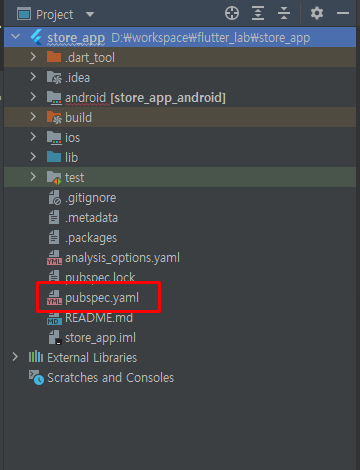 Project
store_app D:₩workspace₩flutter_lab₩store_app
.dart_tool
.idea
android [store_app_android]
build
ios
lib
test
.gitignore
.metadata
.packages
analysis_options.yaml
pubspec.lock
pubspec.yaml
README.md
store_app.iml
External Libraries
Scratches and Consoles